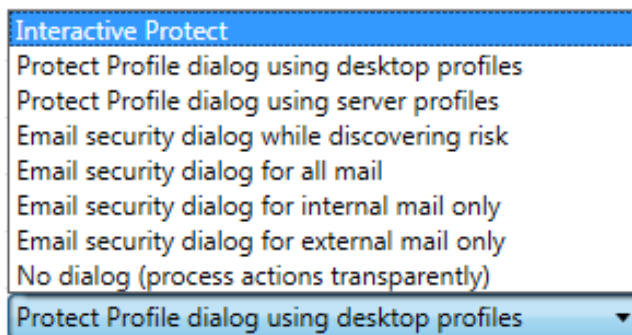 Interactive Protect
Protect Profile dialog using desktop profiles
Protect Profile dialog using server profiles
Email security dialog while discovering risk
Email security dialog for all mail
Email security dialog for internal mail only
Email security dialog for external mail only
No dialog (process actions transparently)
Protect Profile dialog using desktop profiles